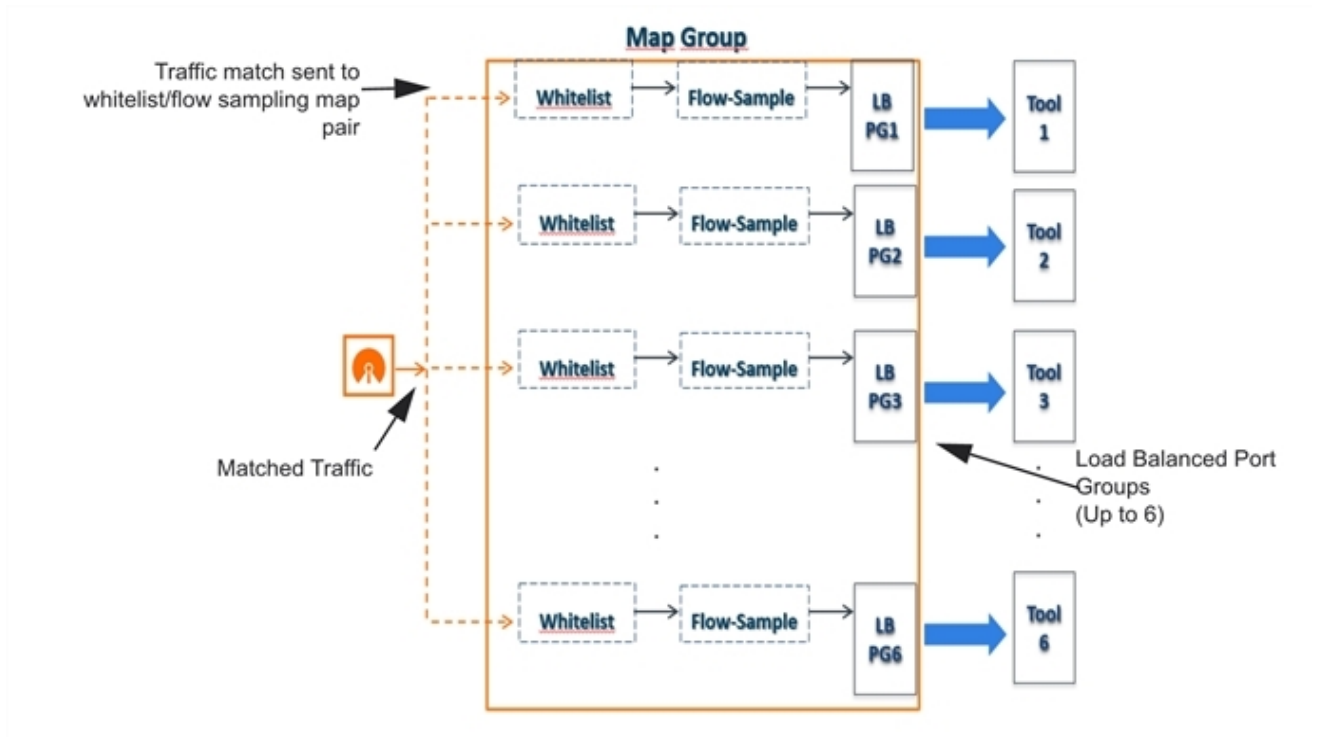 Map Group
Traffic match sent to
whitelist/flow sampling map
pair
Whitelist
Flow-Sample
LB
PG1
Tool
1
Whitelist
Flow-Sample
LB
PG2
Tool
2
Whitelist
Flow-Sample
LB
PG3
Tool
3
Matched Traffic
Load Balanced Port
Groups
(Up to 6)
Whitelist
Flow-Sample
LB
PG6
Tool
6